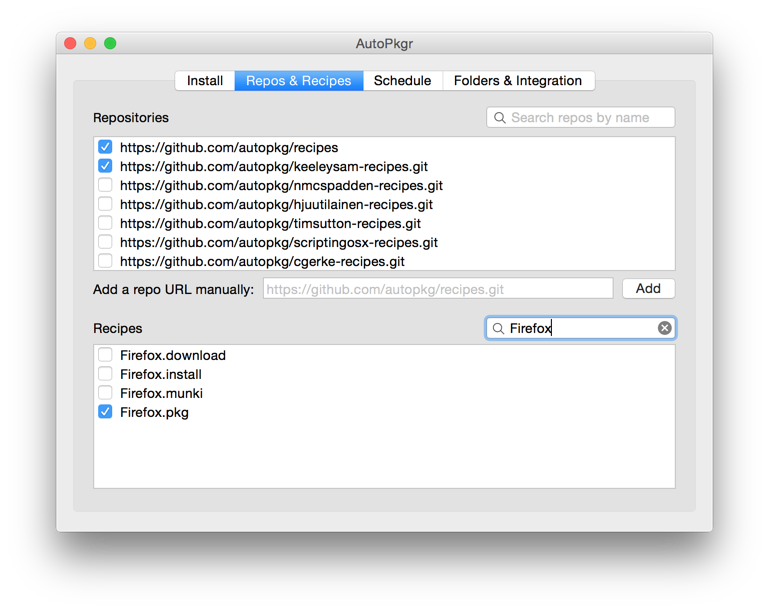 AutoPkgr
Install Repos & Recipes Schedule Folders & Integration
Repositories Search repos by name
https://github.com/autopkg/recipes
https://github.com/autopkg/keeleysam-recipes.git
https://github.com/autopkg/nmcspadden-recipes.git
https://github.com/autopkg/hjuutilainen-recipes.git
https://github.com/autopkg/timsutton-recipes.git
https://github.com/autopkg/scriptingosx-recipes.git
https://github.com/autopkg/cgerke-recipes.git
Add a repo URL manually: https://github.com/autopkg/recipes.git Add
Recipes Firefox
Firefox.download
Firefox.install
Firefox.munki
Firefox.pkg